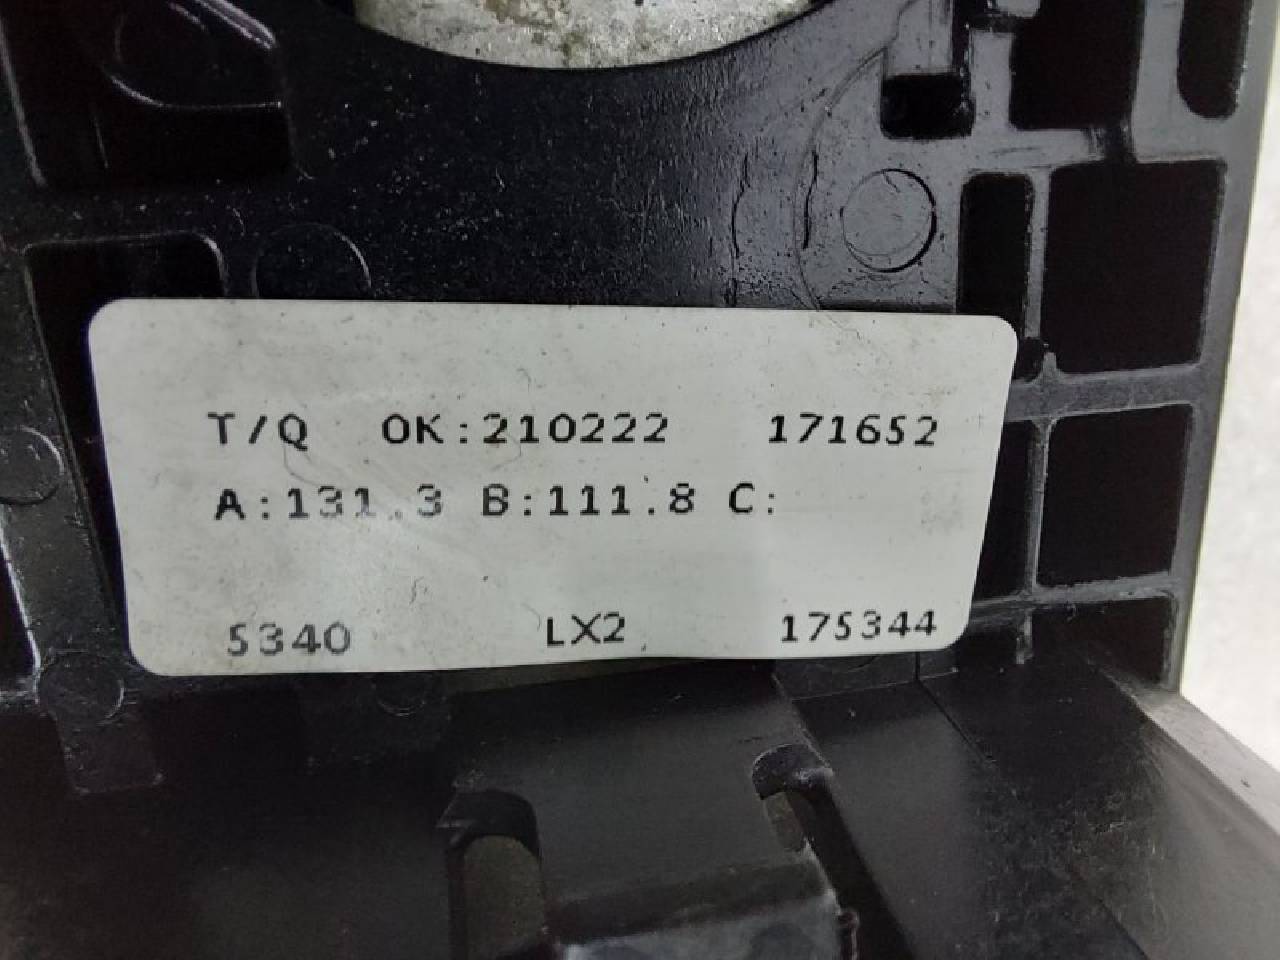 T/Q OK:210222 171652
A:131.3 B:111.8 C:
5340 LX2 175344